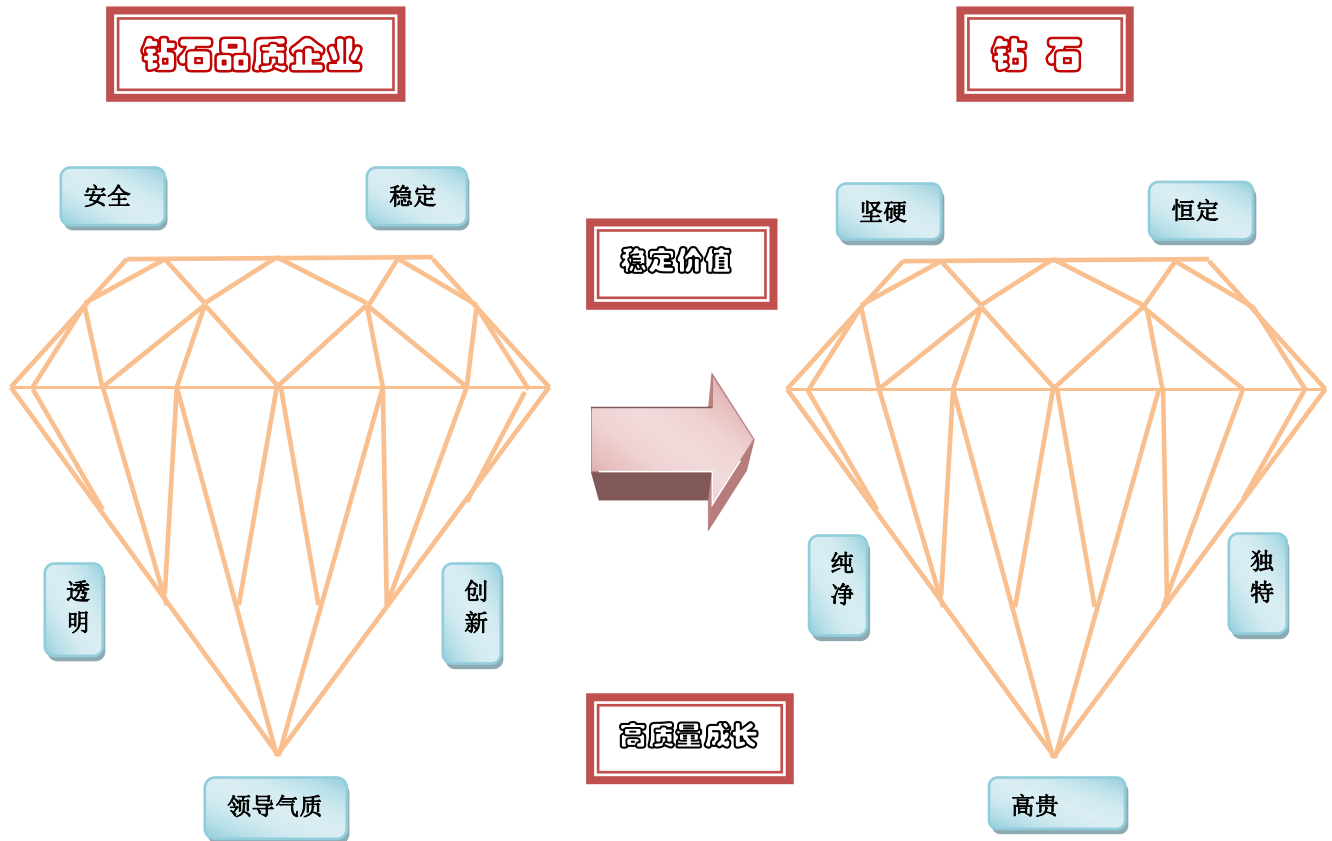 钻石品质企业
钻 石
安全
稳定
坚硬
恒定
稳定价值
透明
创新
纯净
独特
高质量成长
领导气质
高贵